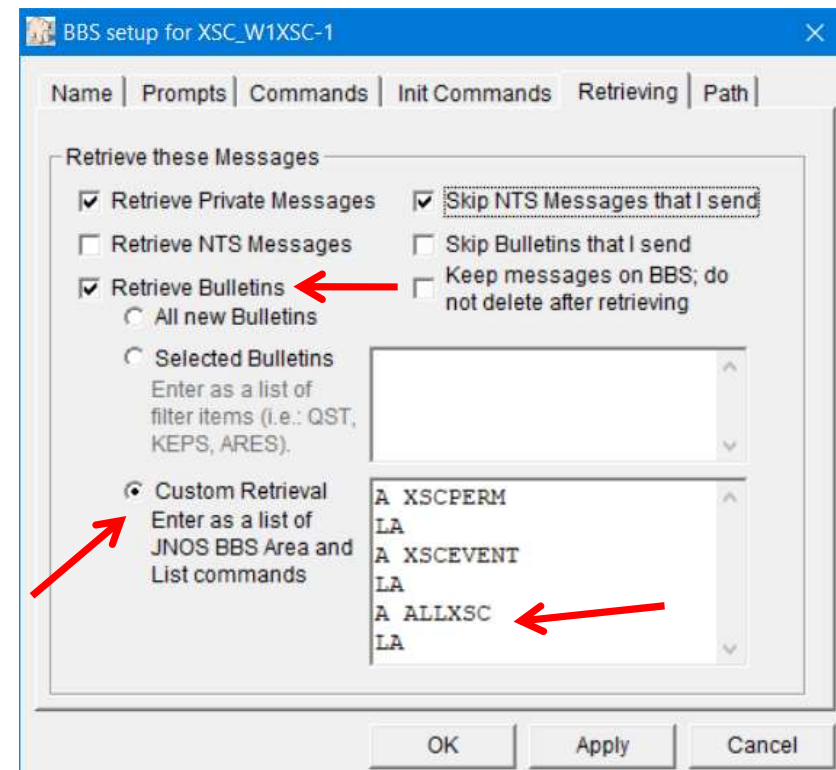 BBS setup for XSC_W1XSC-1
Name Prompts Commands Init Commands Retrieving Path
Retrieve these Messages
Retrieve Private Messages
Skip NTS Messages that I send
Retrieve NTS Messages
Skip Bulletins that I send
Retrieve Bulletins
Keep messages on BBS; do
not delete after retrieving
All new Bulletins
Selected Bulletins
Enter as a list of
filter items (i.e.: QST,
KEPS, ARES).
Custom Retrieval
Enter as a list of
JNOS BBS Area and
List commands
A XSCPERM
LA
A XSCEVENT
LA
A ALLXSC
LA
OK Apply Cancel